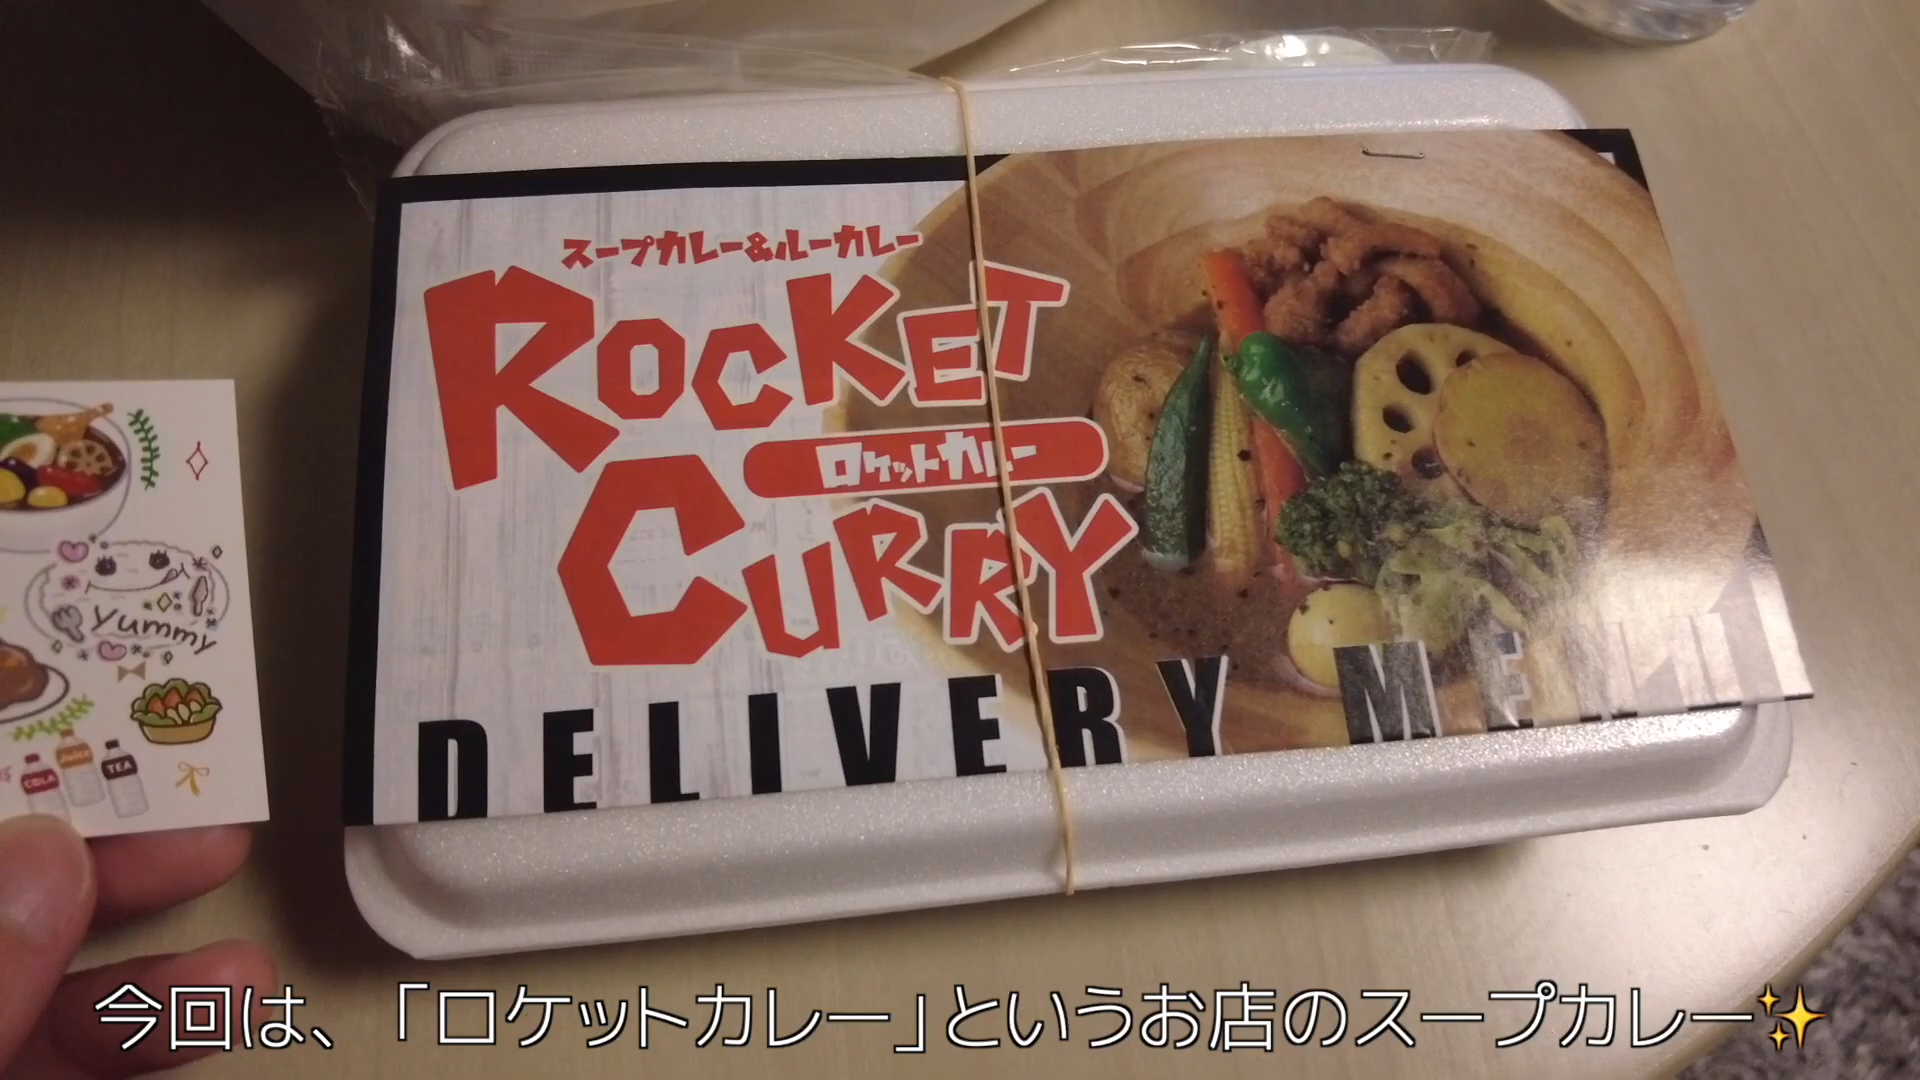 スープカレー&ルーカレー
ROCKET
ロケットカレー
CURRY
DELIVERY MENU
yummy
COLA
Juice
TEA
今回は、「ロケットカレー」というお店のスープカレー✨